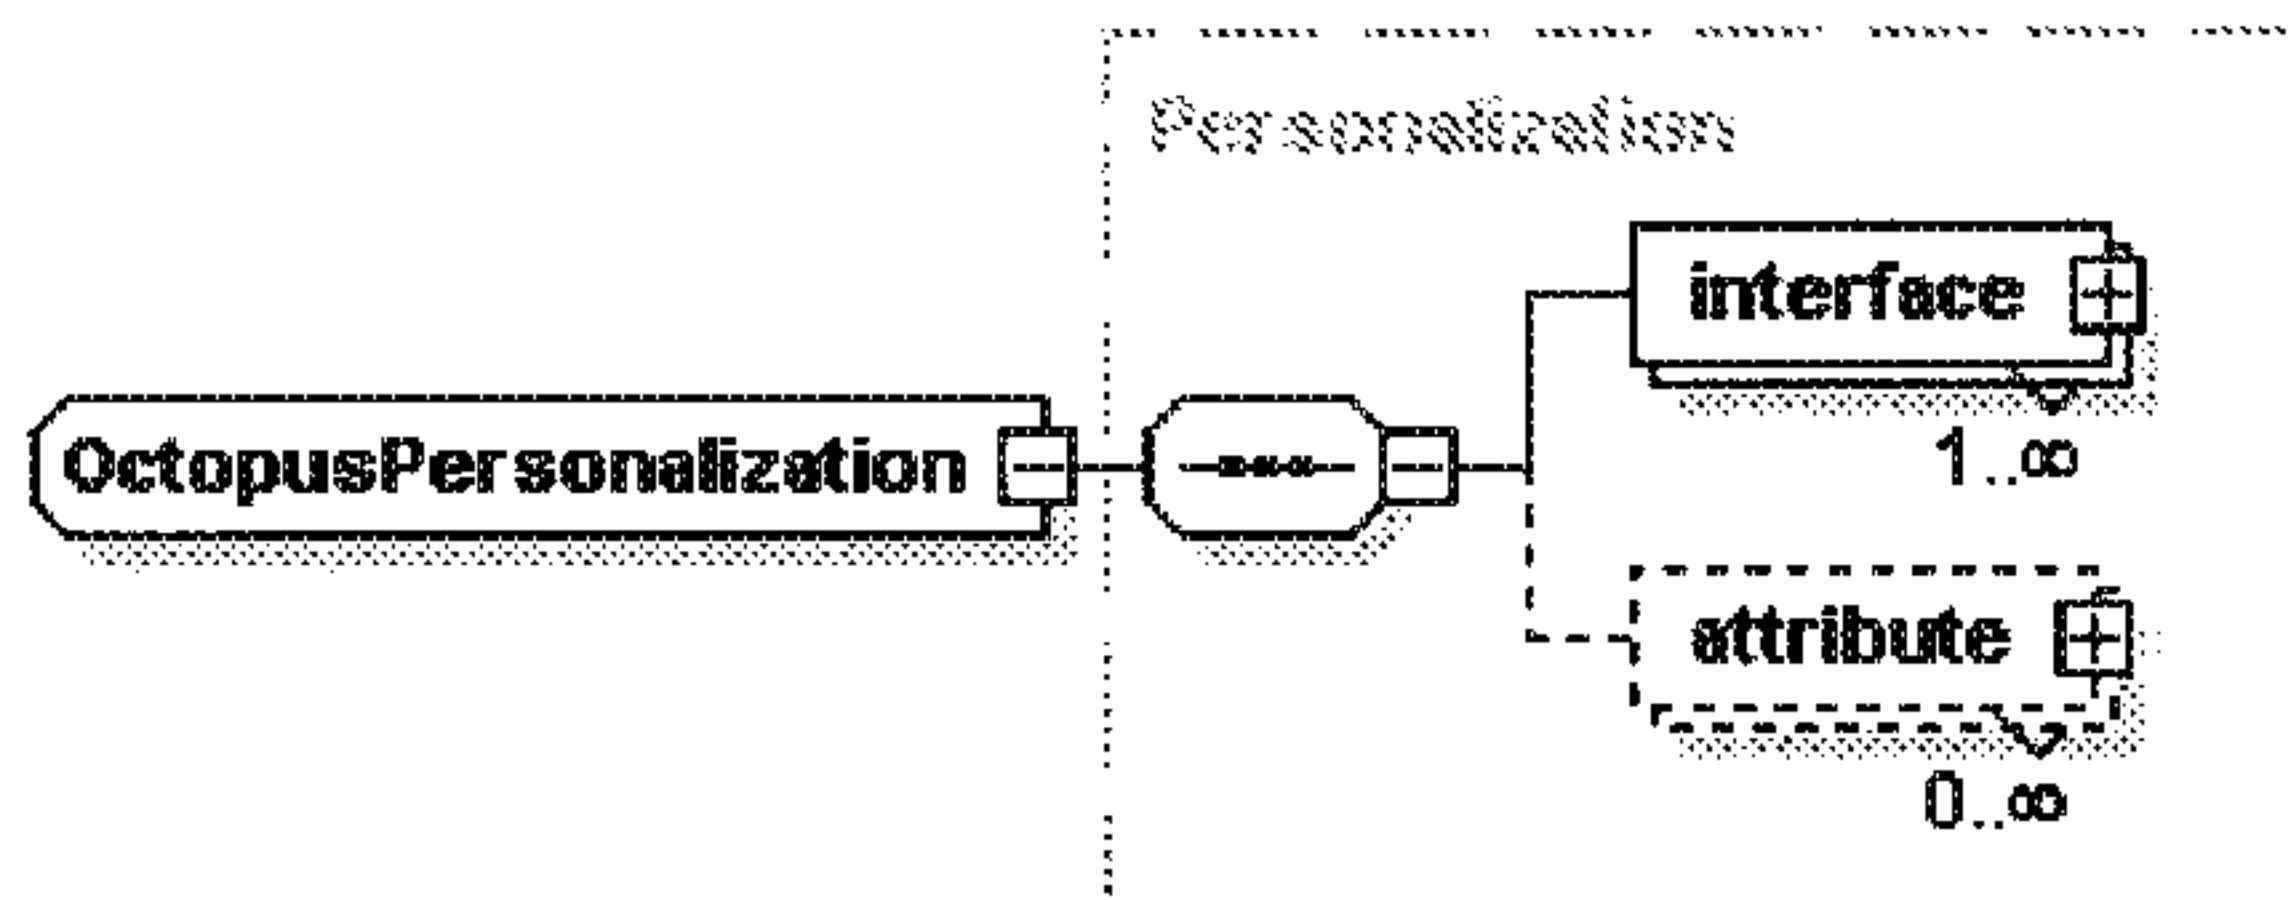 Personalization
interface
1..∞
OctopusPersonalization
attribute
0..∞